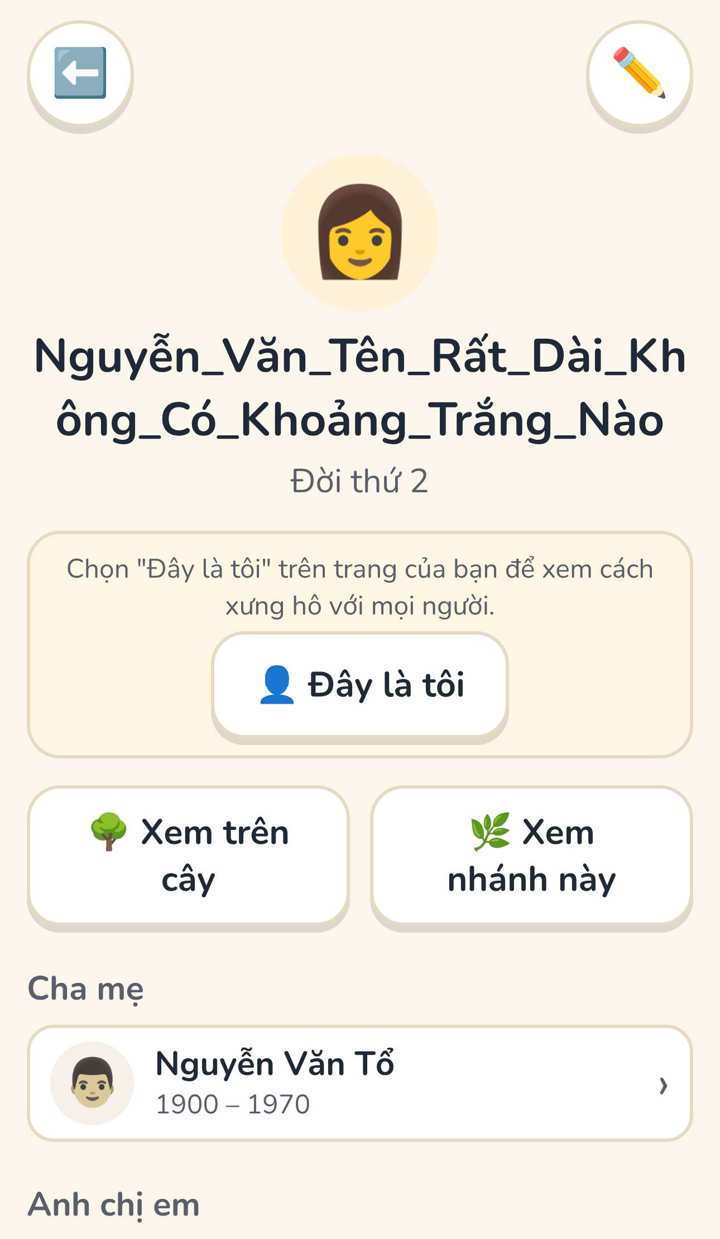 Nguyễn_Văn_Tên_Rất_Dài_Kh
ông_Có_Khoảng_Trắng_Nào
Đời thứ 2
Chọn "Đây là tôi" trên trang của bạn để xem cách
xưng hô với mọi người.
Đây là tôi
Xem trên
cây
Xem
nhánh này
Cha mẹ
Nguyễn Văn Tổ
1900 – 1970
Anh chị em